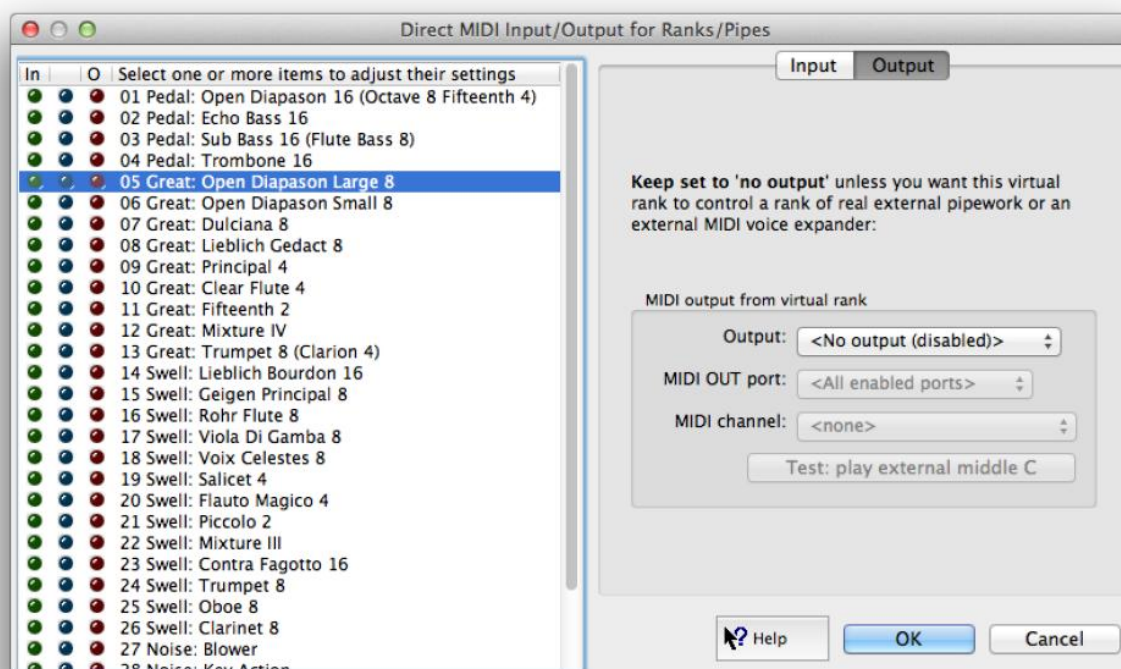 Direct MIDI Input/Output for Ranks/Pipes
In O Select one or more items to adjust their settings
01 Pedal: Open Diapason 16 (Octave 8 Fifteenth 4)
02 Pedal: Echo Bass 16
03 Pedal: Sub Bass 16 (Flute Bass 8)
04 Pedal: Trombone 16
05 Great: Open Diapason Large 8
06 Great: Open Diapason Small 8
07 Great: Dulciana 8
08 Great: Lieblich Gedact 8
09 Great: Principal 4
10 Great: Clear Flute 4
11 Great: Fifteenth 2
12 Great: Mixture IV
13 Great: Trumpet 8 (Clarion 4)
14 Swell: Lieblich Bourdon 16
15 Swell: Geigen Principal 8
16 Swell: Rohr Flute 8
17 Swell: Viola Di Gamba 8
18 Swell: Voix Celestes 8
19 Swell: Salicet 4
20 Swell: Flauto Magico 4
21 Swell: Piccolo 2
22 Swell: Mixture III
23 Swell: Contra Fagotto 16
24 Swell: Trumpet 8
25 Swell: Oboe 8
26 Swell: Clarinet 8
27 Noise: Blower
28 Noise: Key Action
Input Output
Keep set to 'no output' unless you want this virtual
rank to control a rank of real external pipework or an
external MIDI voice expander:
MIDI output from virtual rank
Output: <No output (disabled)>
MIDI OUT port: <All enabled ports>
MIDI channel: <none>
Test: play external middle C
? Help OK Cancel